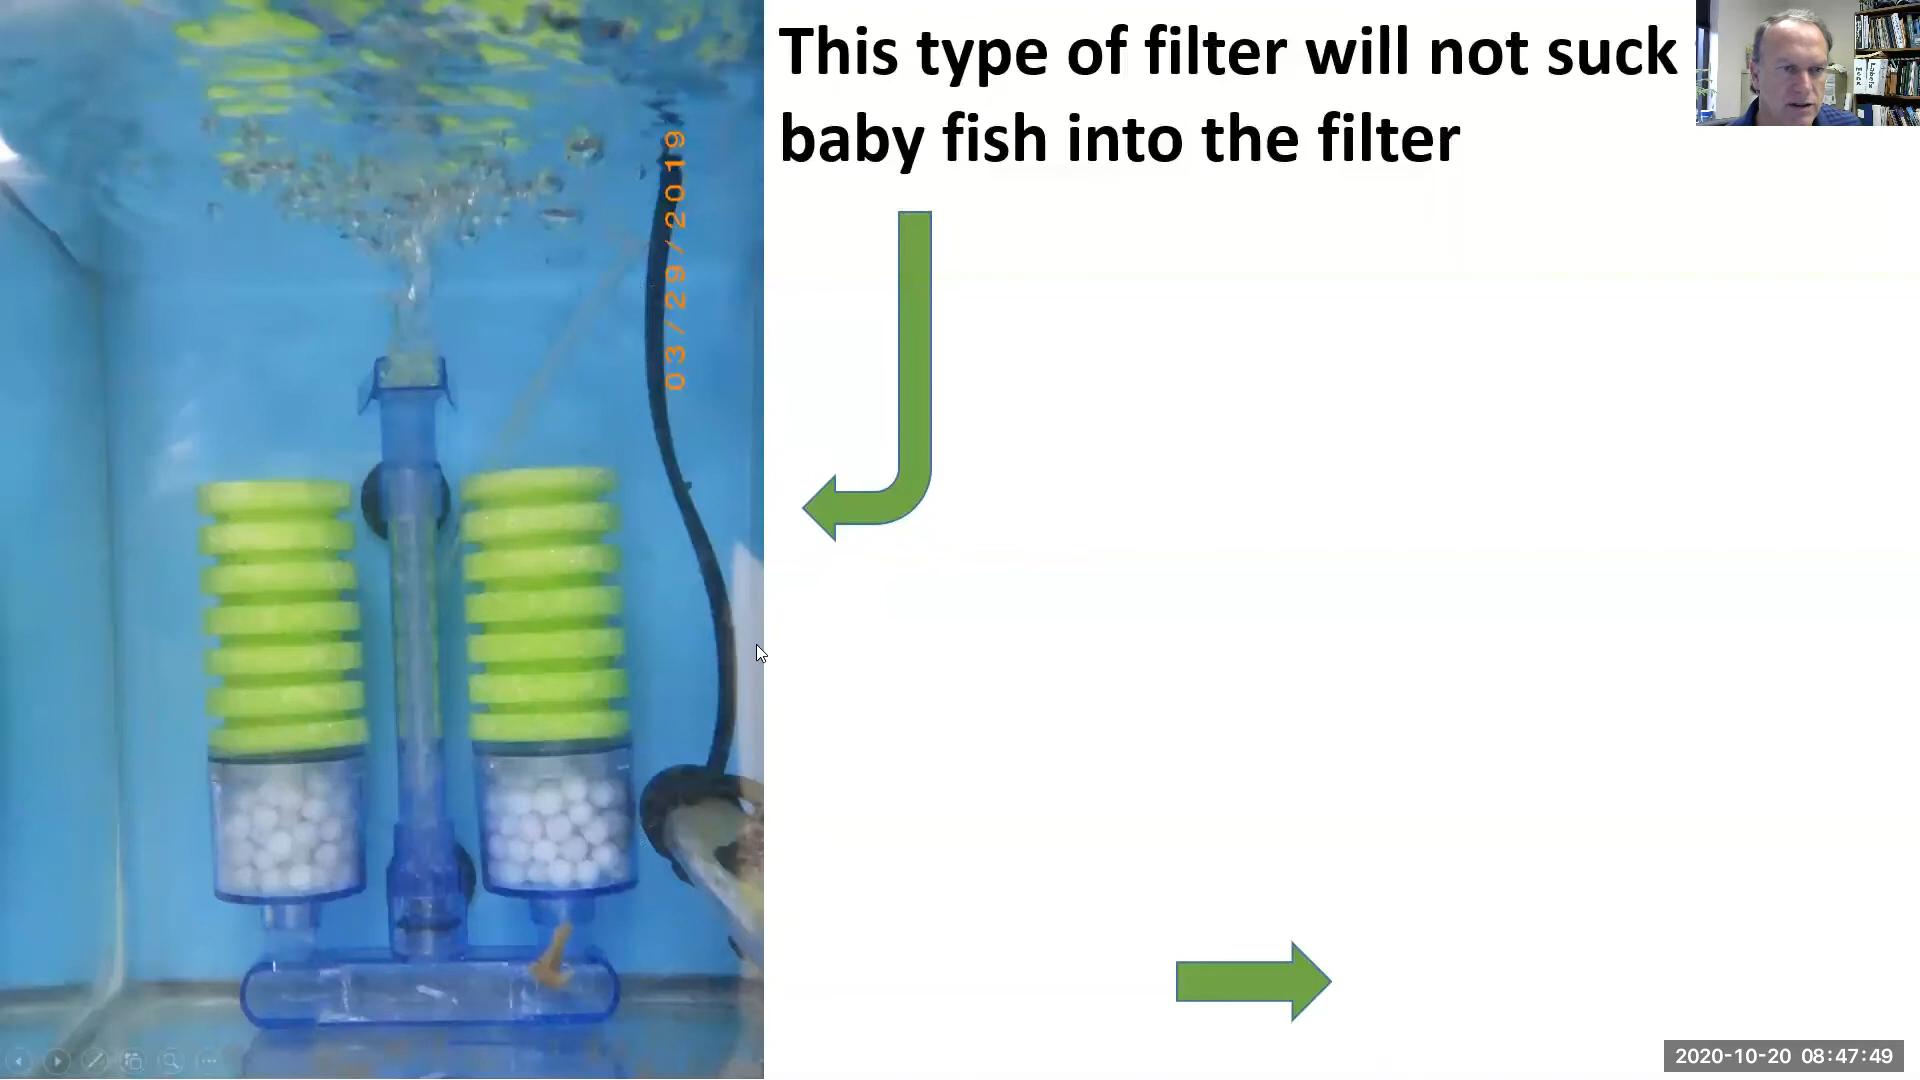 This type of filter will not suck
baby fish into the filter
03/29/2019
Labels
2020-10-20 08:47:49